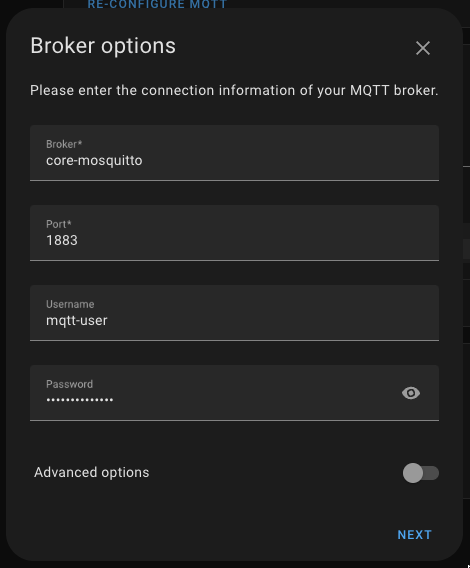 RE-CONFIGURE MQTT
Broker options
Please enter the connection information of your MQTT broker.
Broker*
core-mosquitto
Port*
1883
Username
mqtt-user
Password
••••••••••••••
Advanced options
NEXT